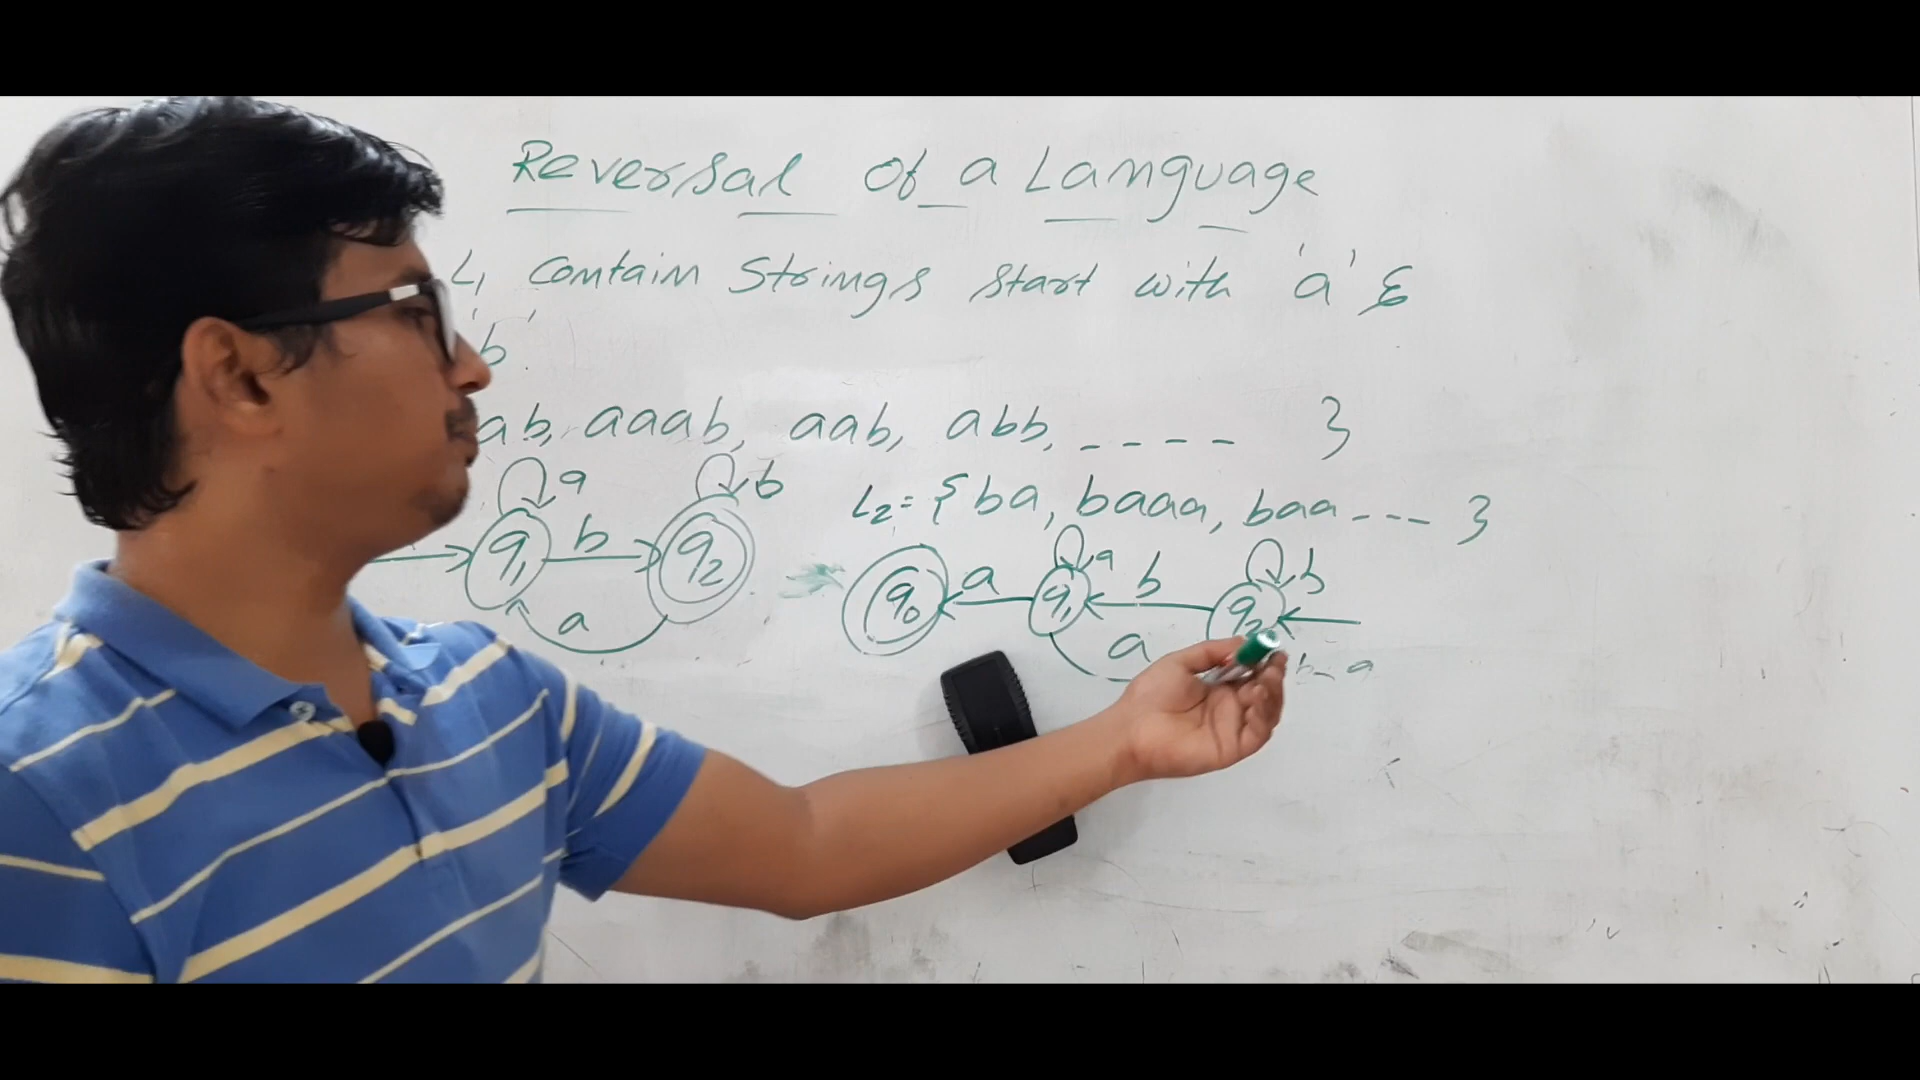 Reversal of a Language
L1 contain strings start with 'a' &
'b'.
ab, aaab, aab, abb, ---- }
L2 = { ba, baaa, baa --- }
a b
q1 b q2
a
q0 a q1 a b q2 b
a
b a